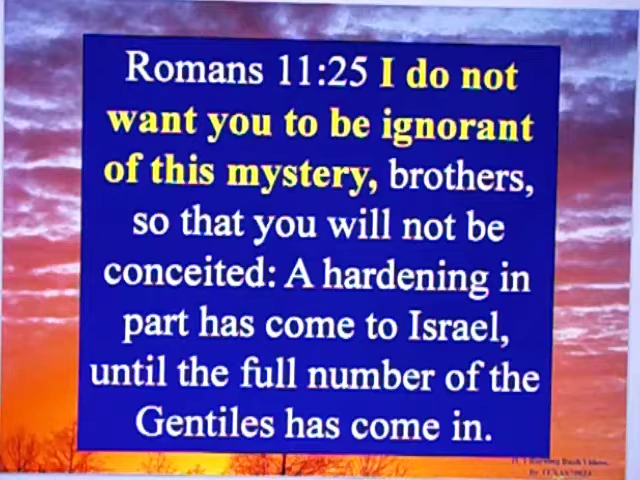 Romans 11:25 I do not
want you to be ignorant
of this mystery, brothers,
so that you will not be
conceited: A hardening in
part has come to Israel,
until the full number of the
Gentiles has come in.